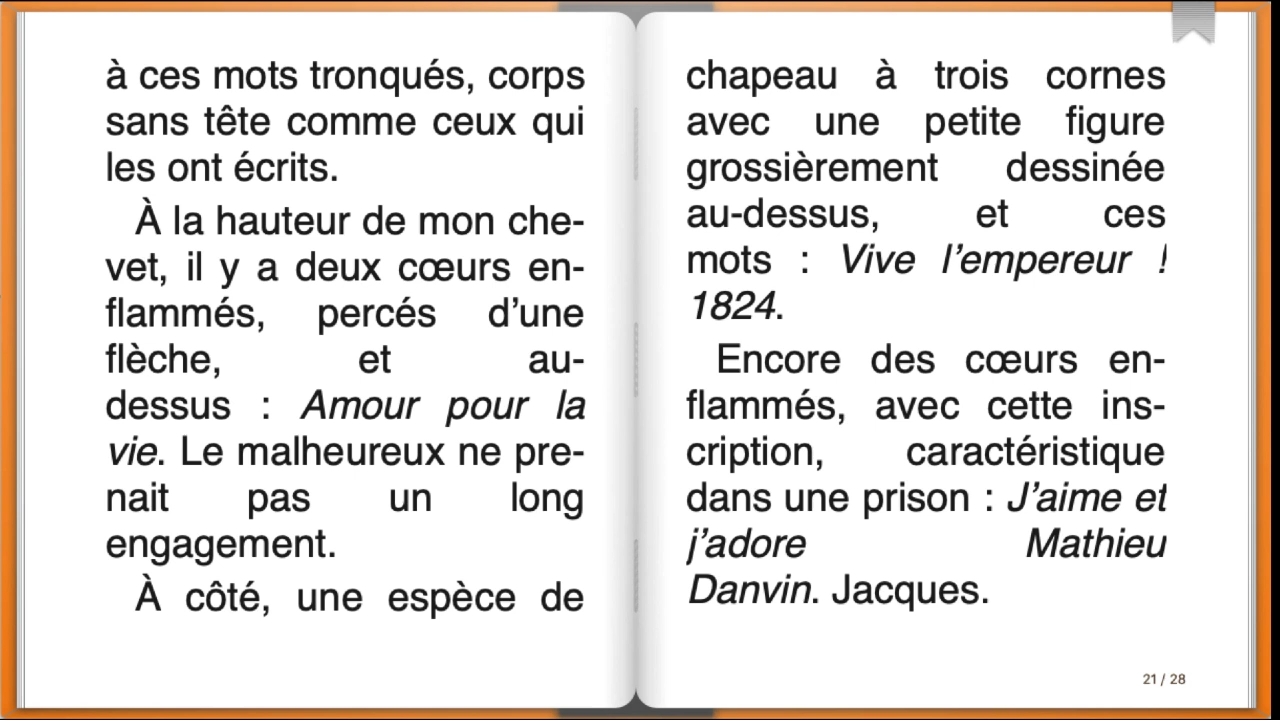 à ces mots tronqués, corps
sans tête comme ceux qui
les ont écrits.
À la hauteur de mon che-
vet, il y a deux cœurs en-
flammés, percés d’une
flèche, et au-
dessus : Amour pour la
vie. Le malheureux ne pre-
nait pas un long
engagement.
À côté, une espèce de
chapeau à trois cornes
avec une petite figure
grossièrement dessinée
au-dessus, et ces
mots : Vive l’empereur !
1824.
Encore des cœurs en-
flammés, avec cette ins-
cription, caractéristique
dans une prison : J’aime et
j’adore Mathieu
Danvin. Jacques.
21 / 28